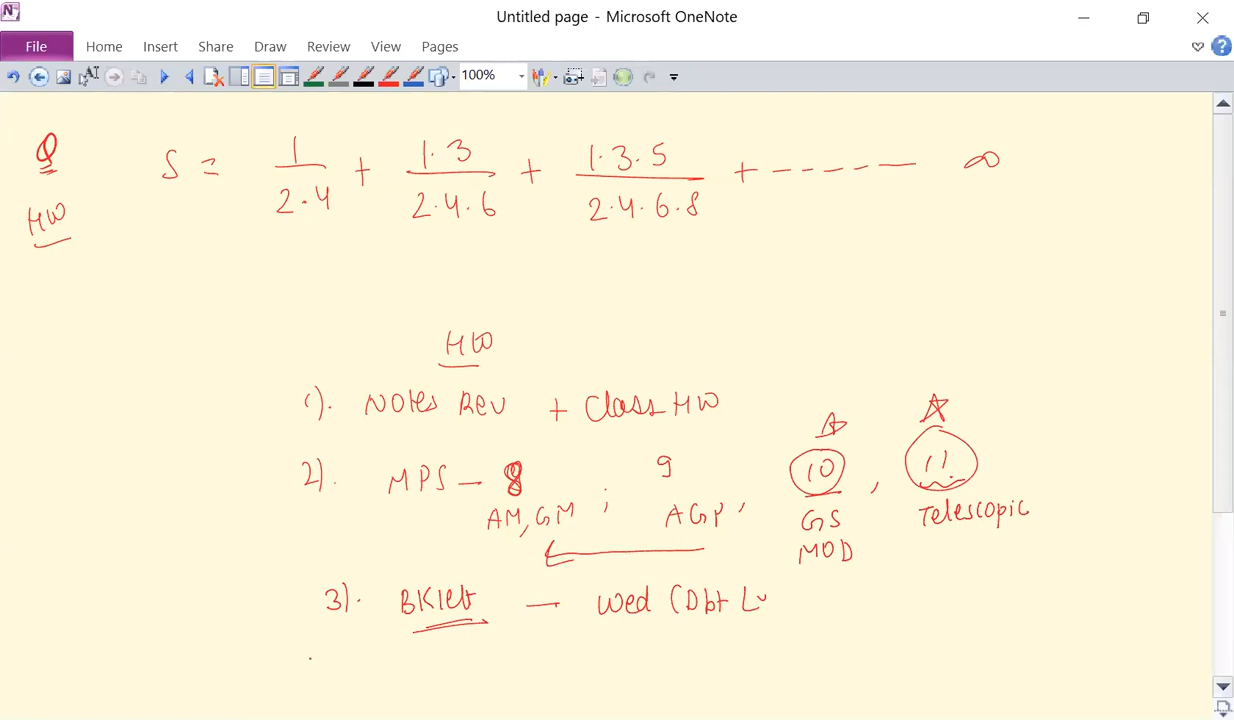 Untitled page - Microsoft OneNote
File Home Insert Share Draw Review View Pages
100%
Q S = 1/2·4 + 1·3/2·4·6 + 1·3·5/2·4·6·8 + ------ ∞
HW
HW
1). Notes Rev + Class HW
2). MPS - 8 9 10, 11
AM, GM ; AGP, GS Telescopic
MOD
3). BKlet - Wed (Dbt